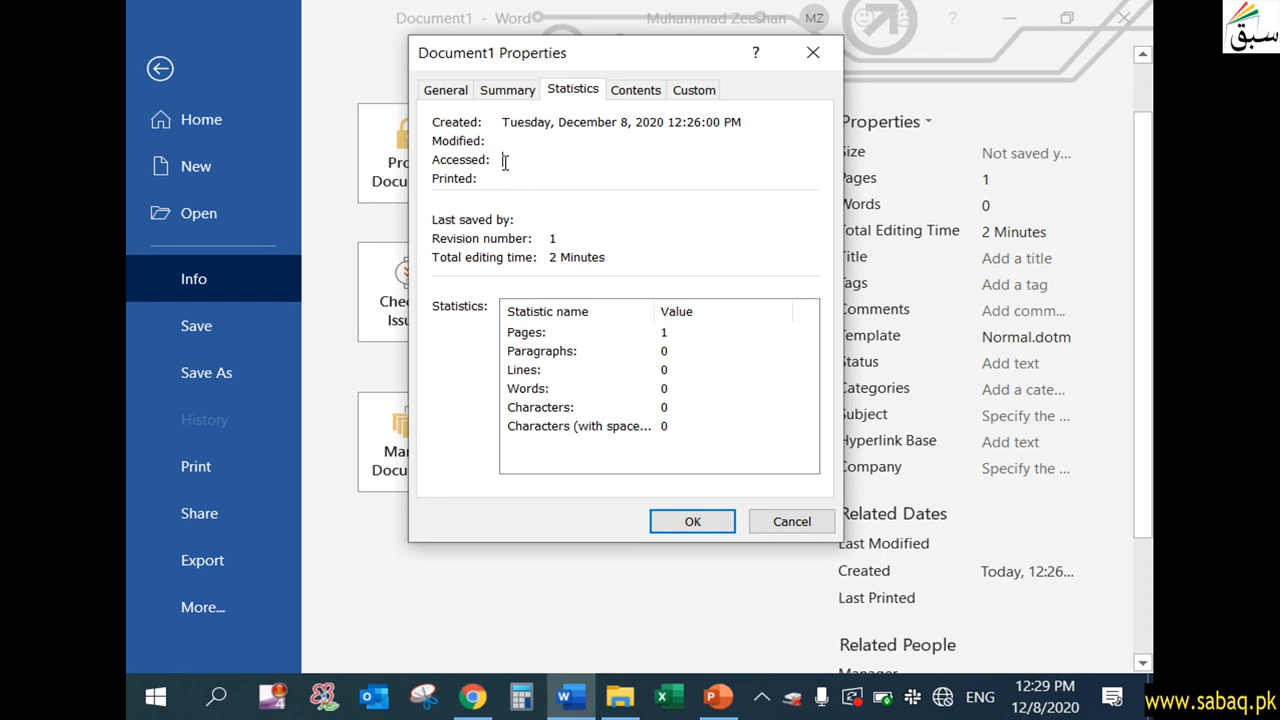 Document1 - Word
Muhammad Zeeshan
MZ
?
سبق
Document1 Properties
?
General
Summary
Statistics
Contents
Custom
Created: Tuesday, December 8, 2020 12:26:00 PM
Modified:
Accessed:
Printed:
Last saved by:
Revision number: 1
Total editing time: 2 Minutes
Statistics:
Statistic name Value
Pages: 1
Paragraphs: 0
Lines: 0
Words: 0
Characters: 0
Characters (with space... 0
OK
Cancel
Home
New
Open
Info
Save
Save As
History
Print
Share
Export
More...
Pro
Docu
Che
Iss
Ma
Docu
Properties
Size Not saved y...
Pages 1
Words 0
Total Editing Time 2 Minutes
Title Add a title
Tags Add a tag
Comments Add comm...
Template Normal.dotm
Status Add text
Categories Add a cate...
Subject Specify the ...
Hyperlink Base Add text
Company Specify the ...
Related Dates
Last Modified
Created Today, 12:26...
Last Printed
Related People
ENG
12:29 PM
12/8/2020
www.sabaq.pk